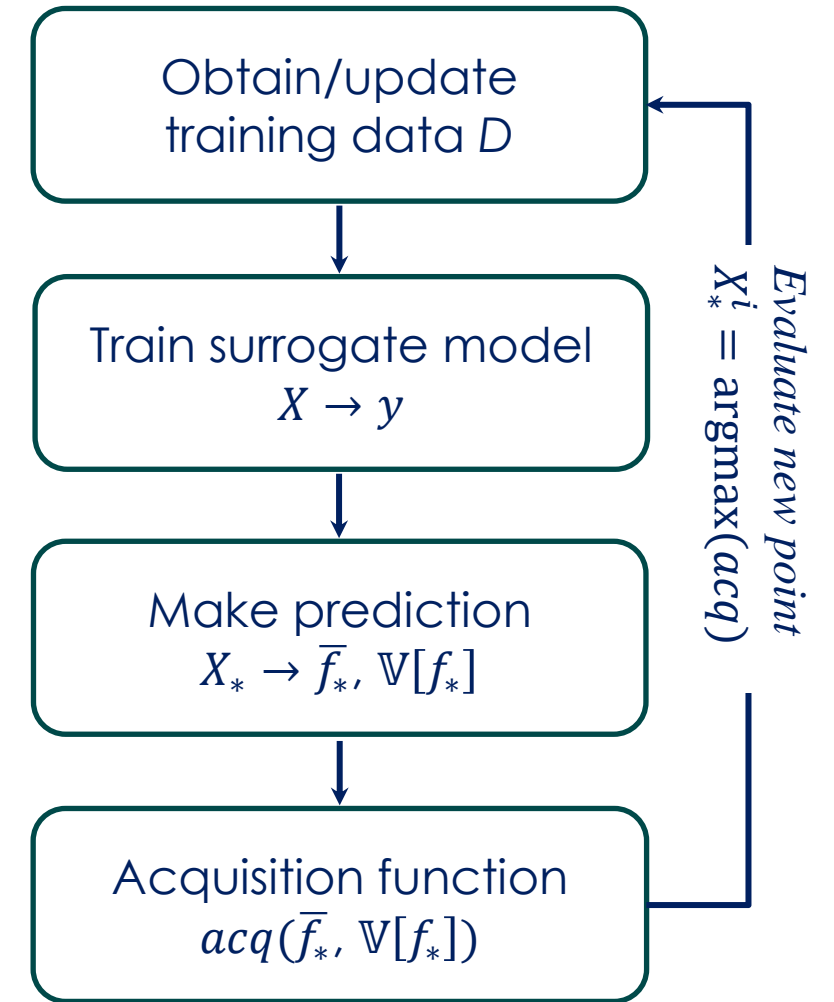 Obtain/update
training data D
Train surrogate model
X → y
Make prediction
X∗ → f̅∗, 𝕍[f∗]
Acquisition function
acq(f̅∗, 𝕍[f∗])
Evaluate new point
X∗ⁱ = argmax(acq)